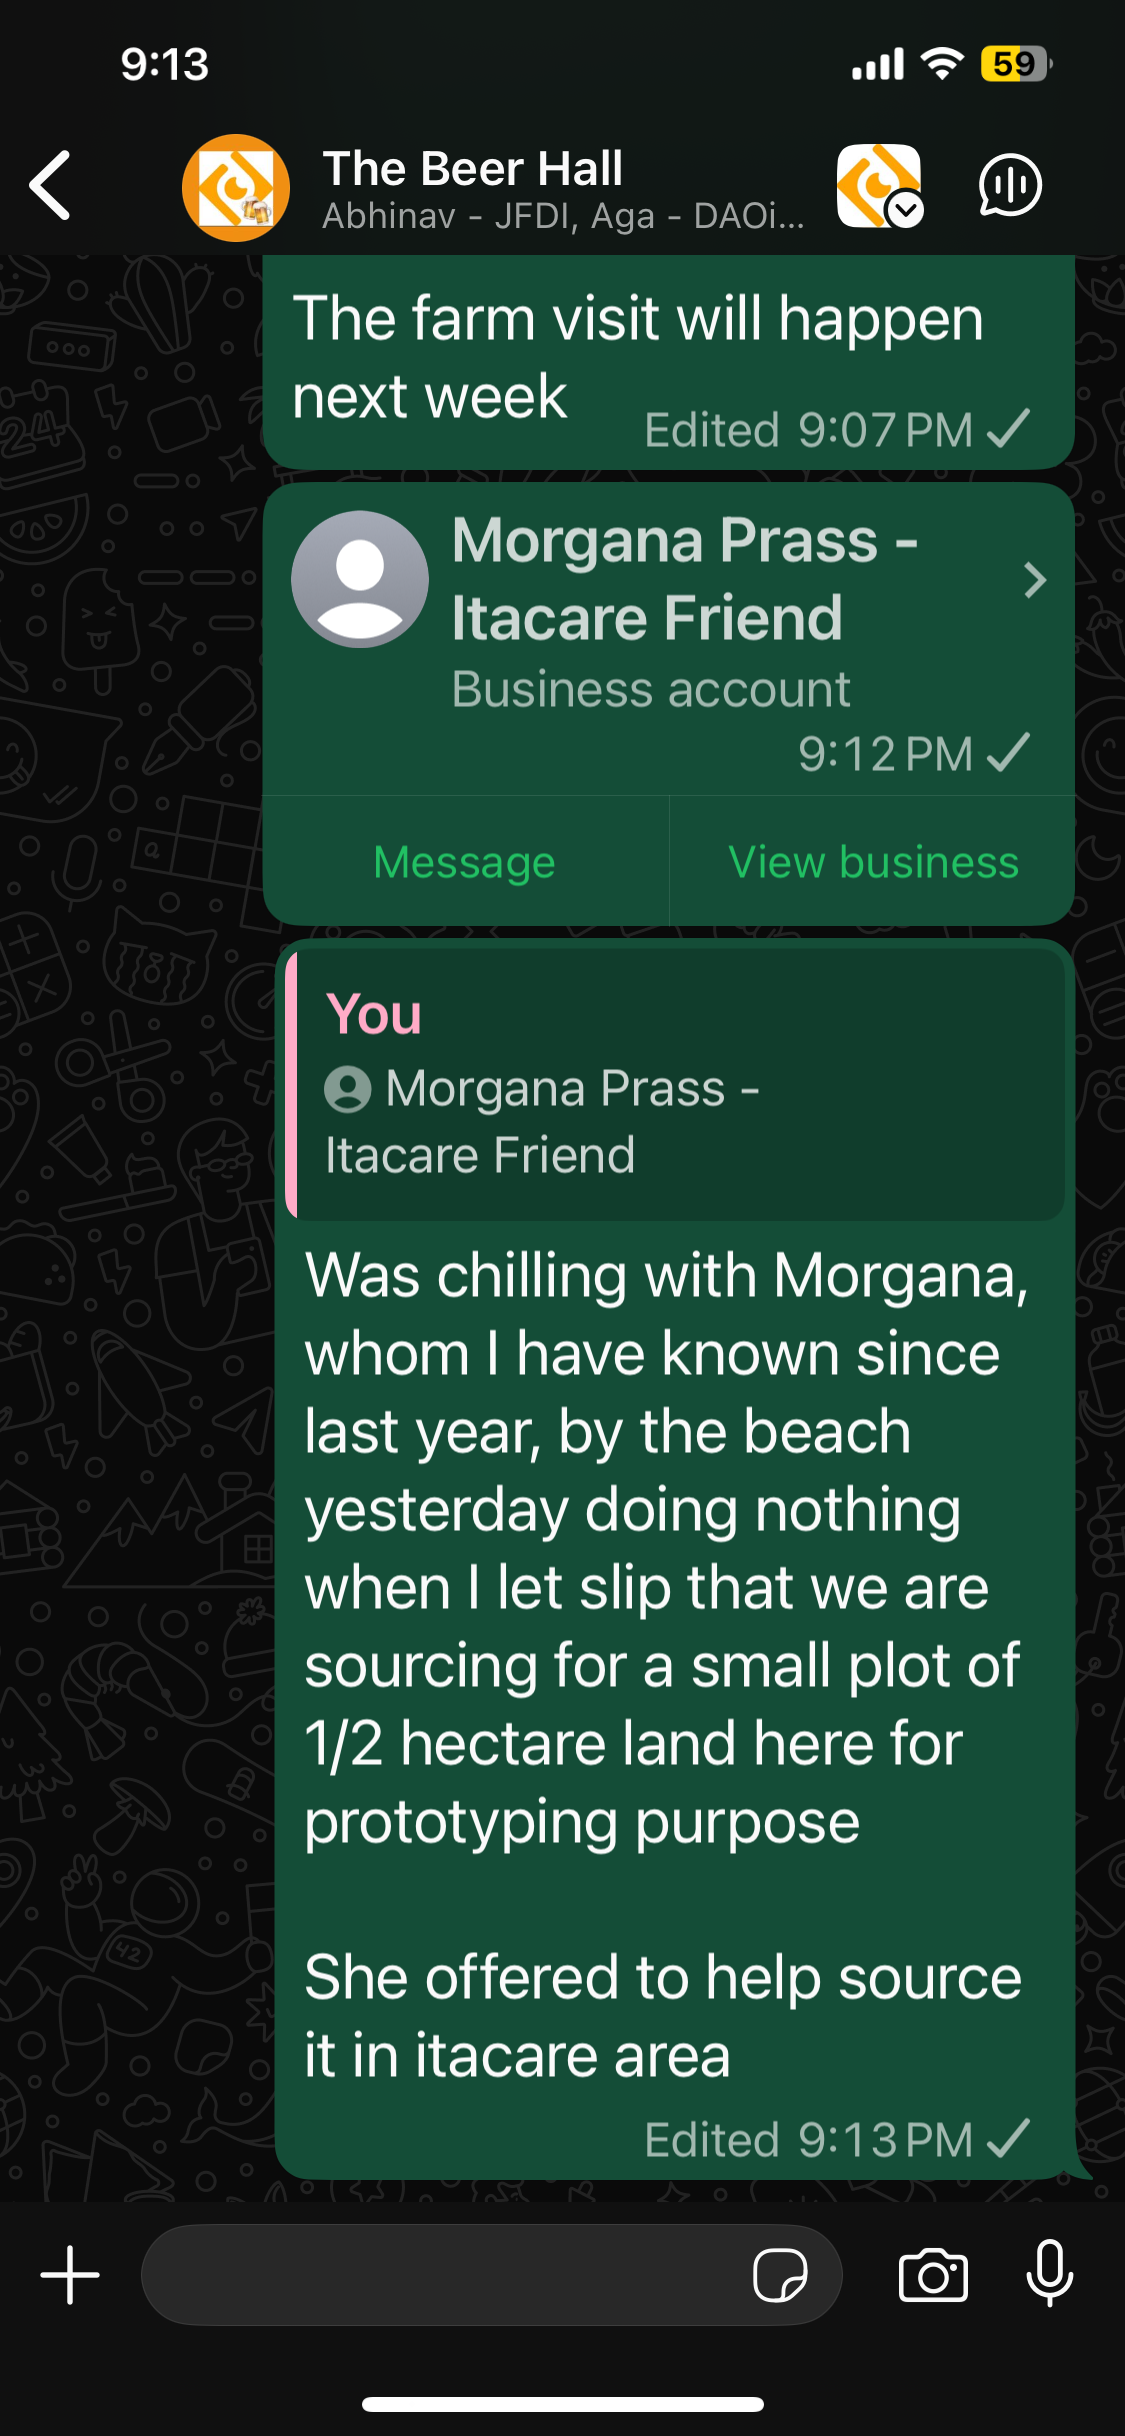 9:13
59
The Beer Hall
Abhinav - JFDI, Aga - DAOi...
The farm visit will happen
next week
Edited 9:07 PM
Morgana Prass -
Itacare Friend
Business account
9:12 PM
Message
View business
You
Morgana Prass -
Itacare Friend
Was chilling with Morgana,
whom I have known since
last year, by the beach
yesterday doing nothing
when I let slip that we are
sourcing for a small plot of
1/2 hectare land here for
prototyping purpose
She offered to help source
it in itacare area
Edited 9:13 PM